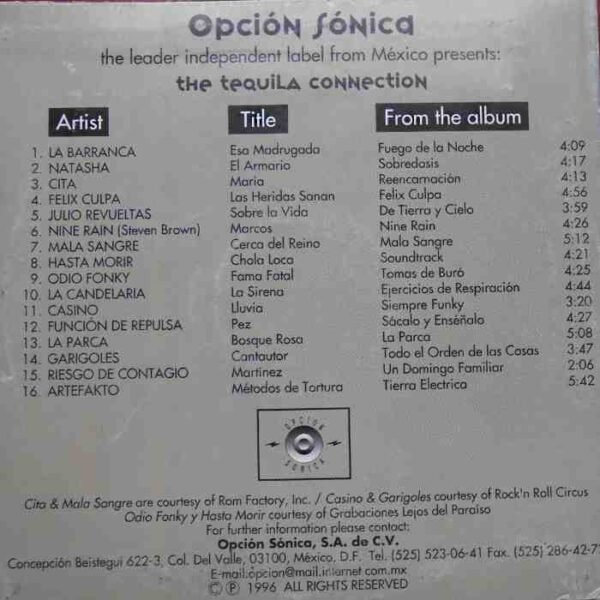 Opción Sónica
the leader independent label from México presents:
the tequila connection
Artist Title From the album
1. LA BARRANCA Esa Madrugada Fuego de la Noche 4:09
2. NATASHA El Armario Sobredosis 4:17
3. CITA Maria Reencarnación 4:13
4. FELIX CULPA Las Heridas Sanan Felix Culpa 4:56
5. JULIO REVUELTAS Sobre la Vida De Tierra y Cielo 3:59
6. NINE RAIN (Steven Brown) Marcos Nine Rain 4:26
7. MALA SANGRE Cerca del Reino Mala Sangre 5:12
8. HASTA MORIR Chola Loca Soundtrack 4:21
9. ODIO FONKY Fama Fatal Tomas de Buró 4:25
10. LA CANDELARIA La Sirena Ejercicios de Respiración 4:44
11. CASINO Lluvia Siempre Funky 3:20
12. FUNCIÓN DE REPULSA Pez Sácalo y Enséñalo 4:27
13. LA PARCA Bosque Rosa La Parca 5:08
14. GARIGOLES Cantautor Todo el Orden de las Casas 3:47
15. RIESGO DE CONTAGIO Martinez Un Domingo Familiar 2:06
16. ARTEFAKTO Métodos de Tortura Tierra Electrica 5:42
OPCION
SONICA
Cita & Mala Sangre are courtesy of Rom Factory, Inc. / Casino & Garigoles courtesy of Rock'n Roll Circus
Odio Fonky y Hasta Morir courtesy of Grabaciones Lejos del Paraíso
For further information please contact:
Opción Sónica, S.A. de C.V.
Concepción Beistegui 622-3, Col. Del Valle, 03100, México, D.F. Tel. (525) 523-06-41 Fax. (525) 286-42-7
E-mail:opcion@mail.internet.com.mx
© ℗ 1996 ALL RIGHTS RESERVED